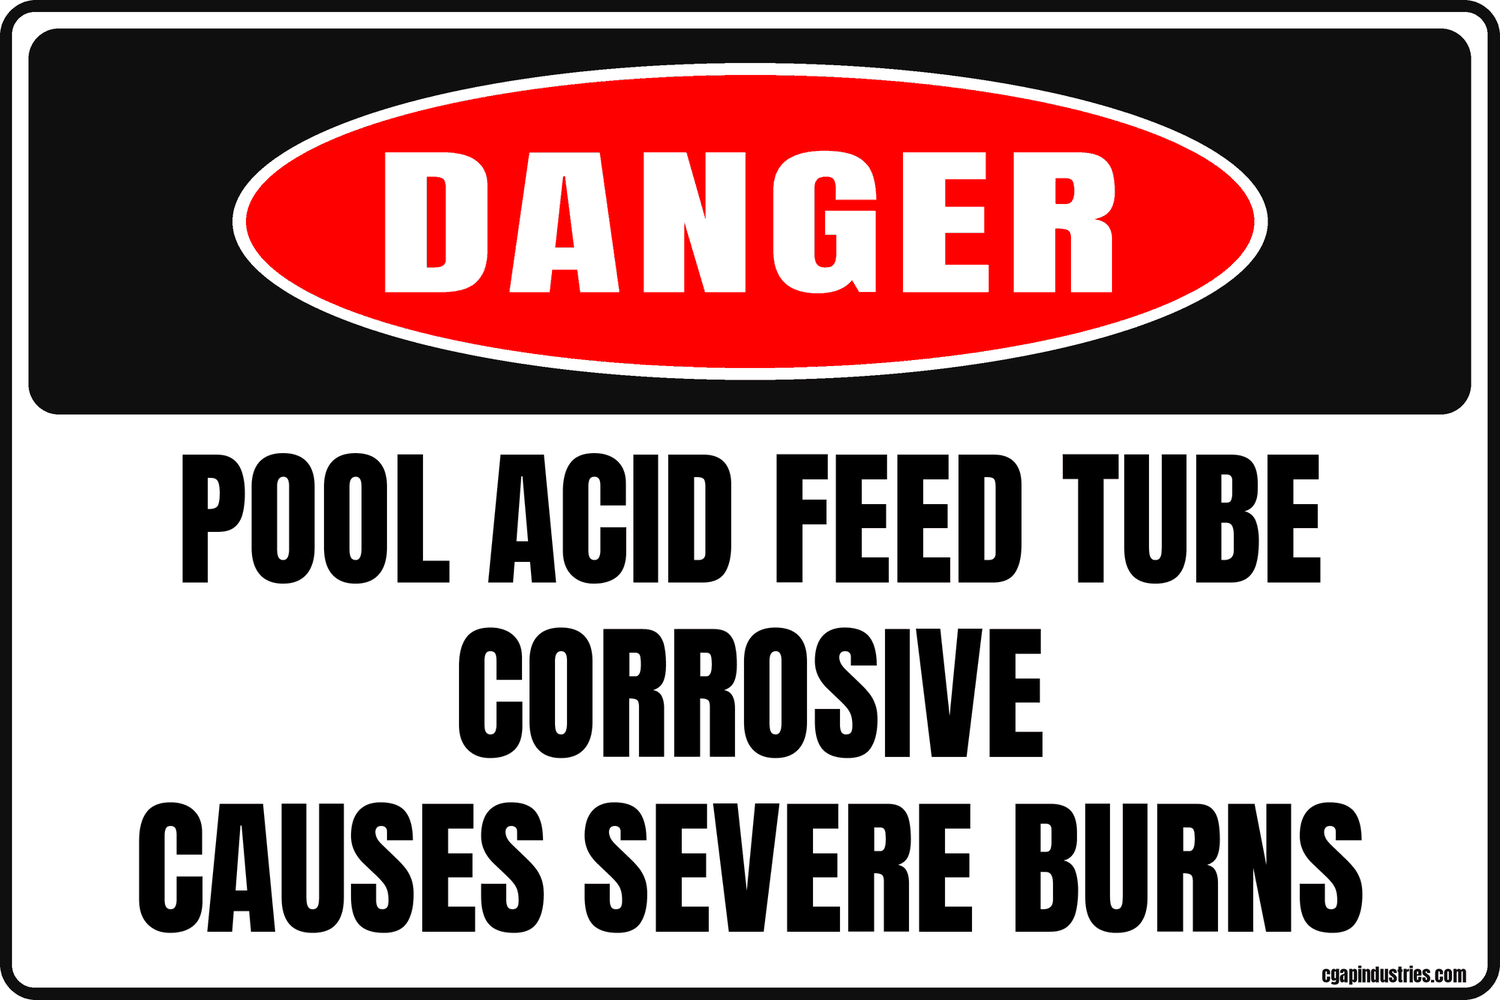 DANGER
POOL ACID FEED TUBE
CORROSIVE
CAUSES SEVERE BURNS
cgapindustries.com